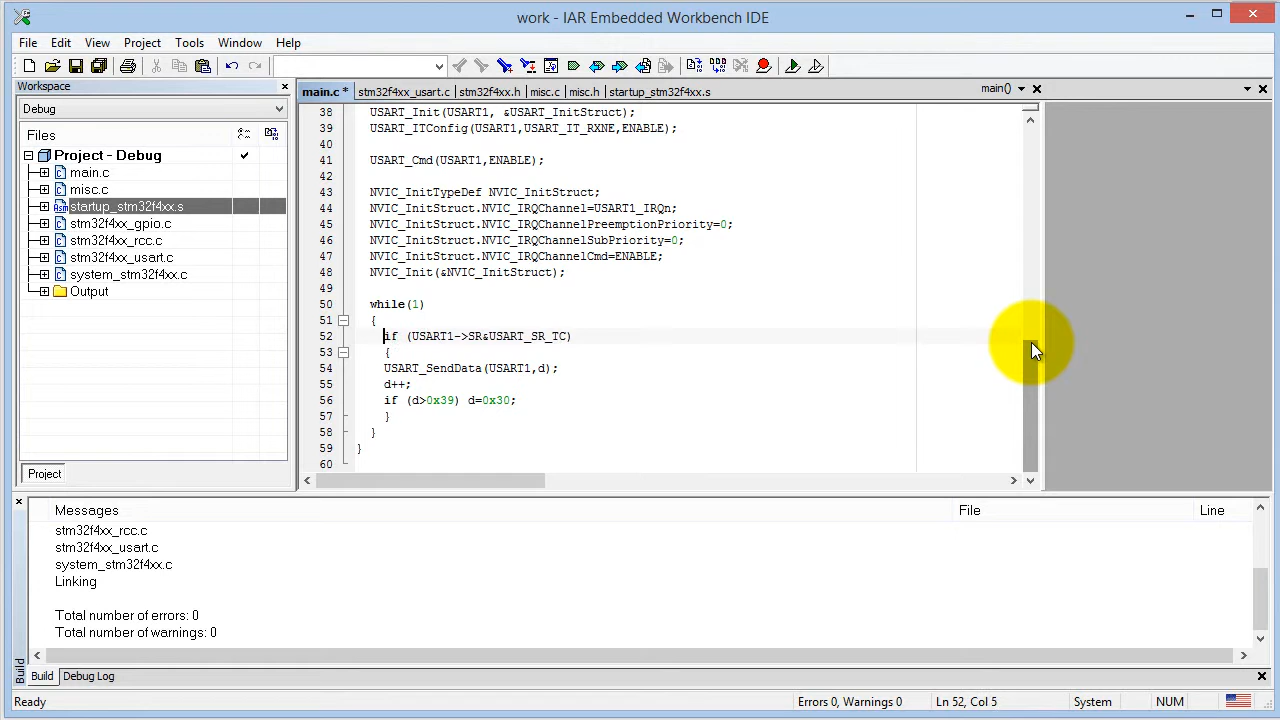 work - IAR Embedded Workbench IDE
File Edit View Project Tools Window Help
Workspace
main.c * stm32f4xx_usart.c stm32f4xx.h misc.c misc.h startup_stm32f4xx.s main()
Debug
Files
Project - Debug
main.c
misc.c
startup_stm32f4xx.s
stm32f4xx_gpio.c
stm32f4xx_rcc.c
stm32f4xx_usart.c
system_stm32f4xx.c
Output
Project
38 USART_Init(USART1, &USART_InitStruct);
39 USART_ITConfig(USART1,USART_IT_RXNE,ENABLE);
40
41 USART_Cmd(USART1,ENABLE);
42
43 NVIC_InitTypeDef NVIC_InitStruct;
44 NVIC_InitStruct.NVIC_IRQChannel=USART1_IRQn;
45 NVIC_InitStruct.NVIC_IRQChannelPreemptionPriority=0;
46 NVIC_InitStruct.NVIC_IRQChannelSubPriority=0;
47 NVIC_InitStruct.NVIC_IRQChannelCmd=ENABLE;
48 NVIC_Init(&NVIC_InitStruct);
49
50 while(1)
51 {
52 if (USART1->SR&USART_SR_TC)
53 {
54 USART_SendData(USART1,d);
55 d++;
56 if (d>0x39) d=0x30;
57 }
58 }
59 }
60
Messages File Line
stm32f4xx_rcc.c
stm32f4xx_usart.c
system_stm32f4xx.c
Linking
Total number of errors: 0
Total number of warnings: 0
Build
Build Debug Log
Ready Errors 0, Warnings 0 Ln 52, Col 5 System NUM